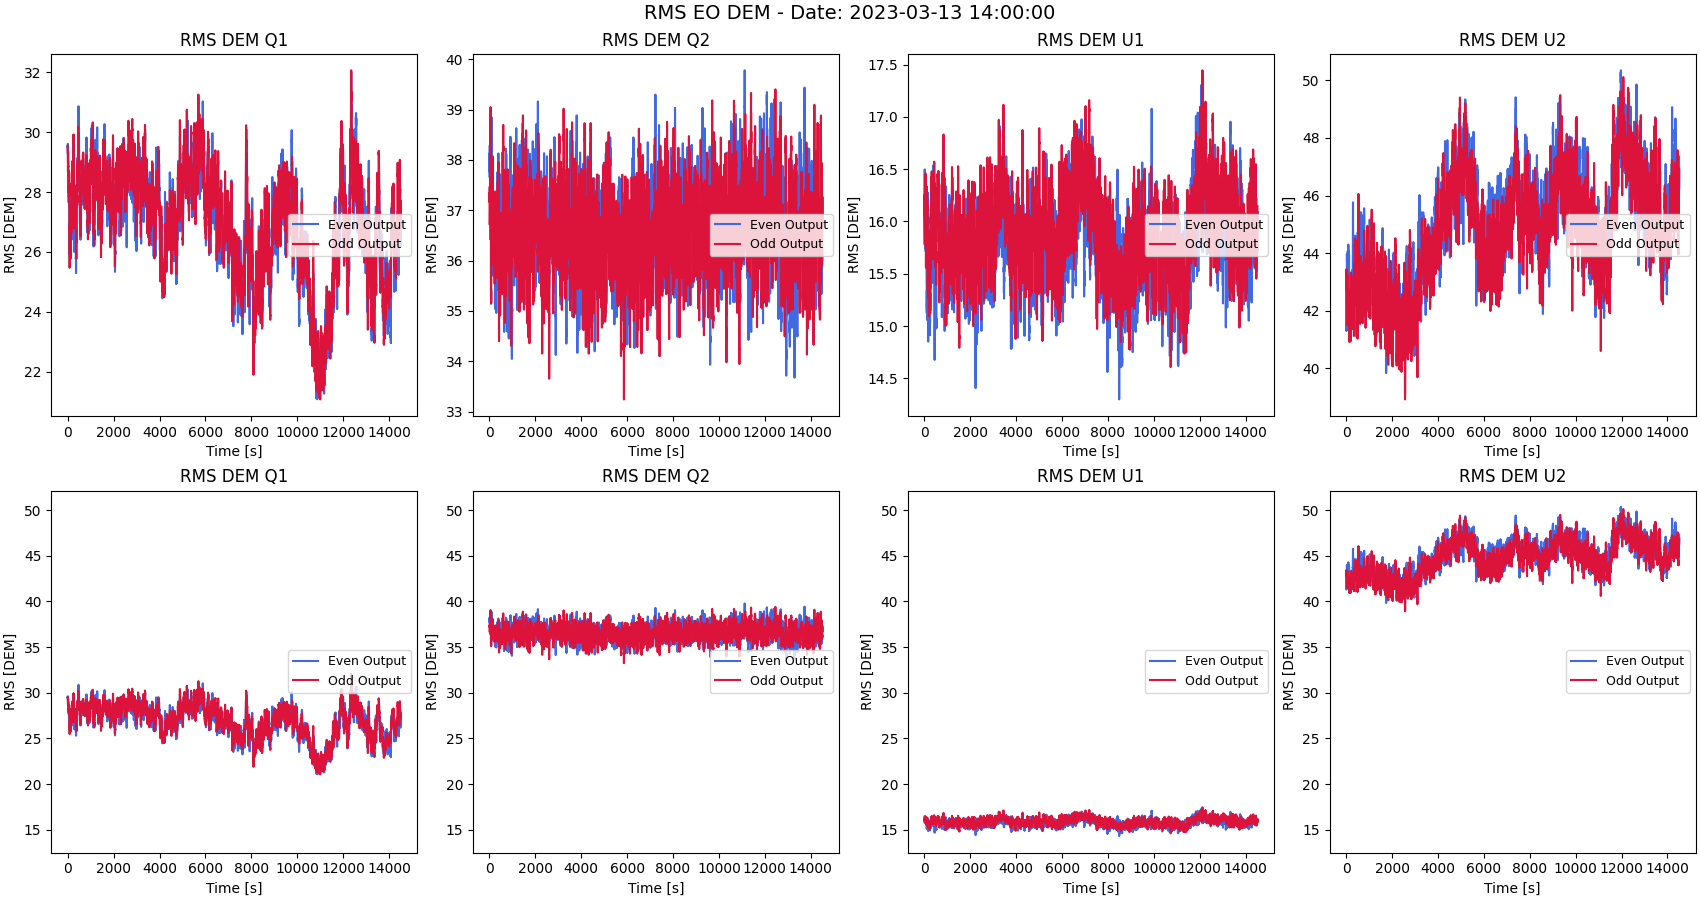 RMS EO DEM - Date: 2023-03-13 14:00:00
RMS DEM Q1
RMS [DEM]
32
30
28
26
24
22
0 2000 4000 6000 8000 10000 12000 14000
Time [s]
Even Output
Odd Output
RMS DEM Q2
RMS [DEM]
40
39
38
37
36
35
34
33
0 2000 4000 6000 8000 10000 12000 14000
Time [s]
Even Output
Odd Output
RMS DEM U1
RMS [DEM]
17.5
17.0
16.5
16.0
15.5
15.0
14.5
0 2000 4000 6000 8000 10000 12000 14000
Time [s]
Even Output
Odd Output
RMS DEM U2
RMS [DEM]
50
48
46
44
42
40
0 2000 4000 6000 8000 10000 12000 14000
Time [s]
Even Output
Odd Output
RMS DEM Q1
RMS [DEM]
50
45
40
35
30
25
20
15
0 2000 4000 6000 8000 10000 12000 14000
Time [s]
Even Output
Odd Output
RMS DEM Q2
RMS [DEM]
50
45
40
35
30
25
20
15
0 2000 4000 6000 8000 10000 12000 14000
Time [s]
Even Output
Odd Output
RMS DEM U1
RMS [DEM]
50
45
40
35
30
25
20
15
0 2000 4000 6000 8000 10000 12000 14000
Time [s]
Even Output
Odd Output
RMS DEM U2
RMS [DEM]
50
45
40
35
30
25
20
15
0 2000 4000 6000 8000 10000 12000 14000
Time [s]
Even Output
Odd Output